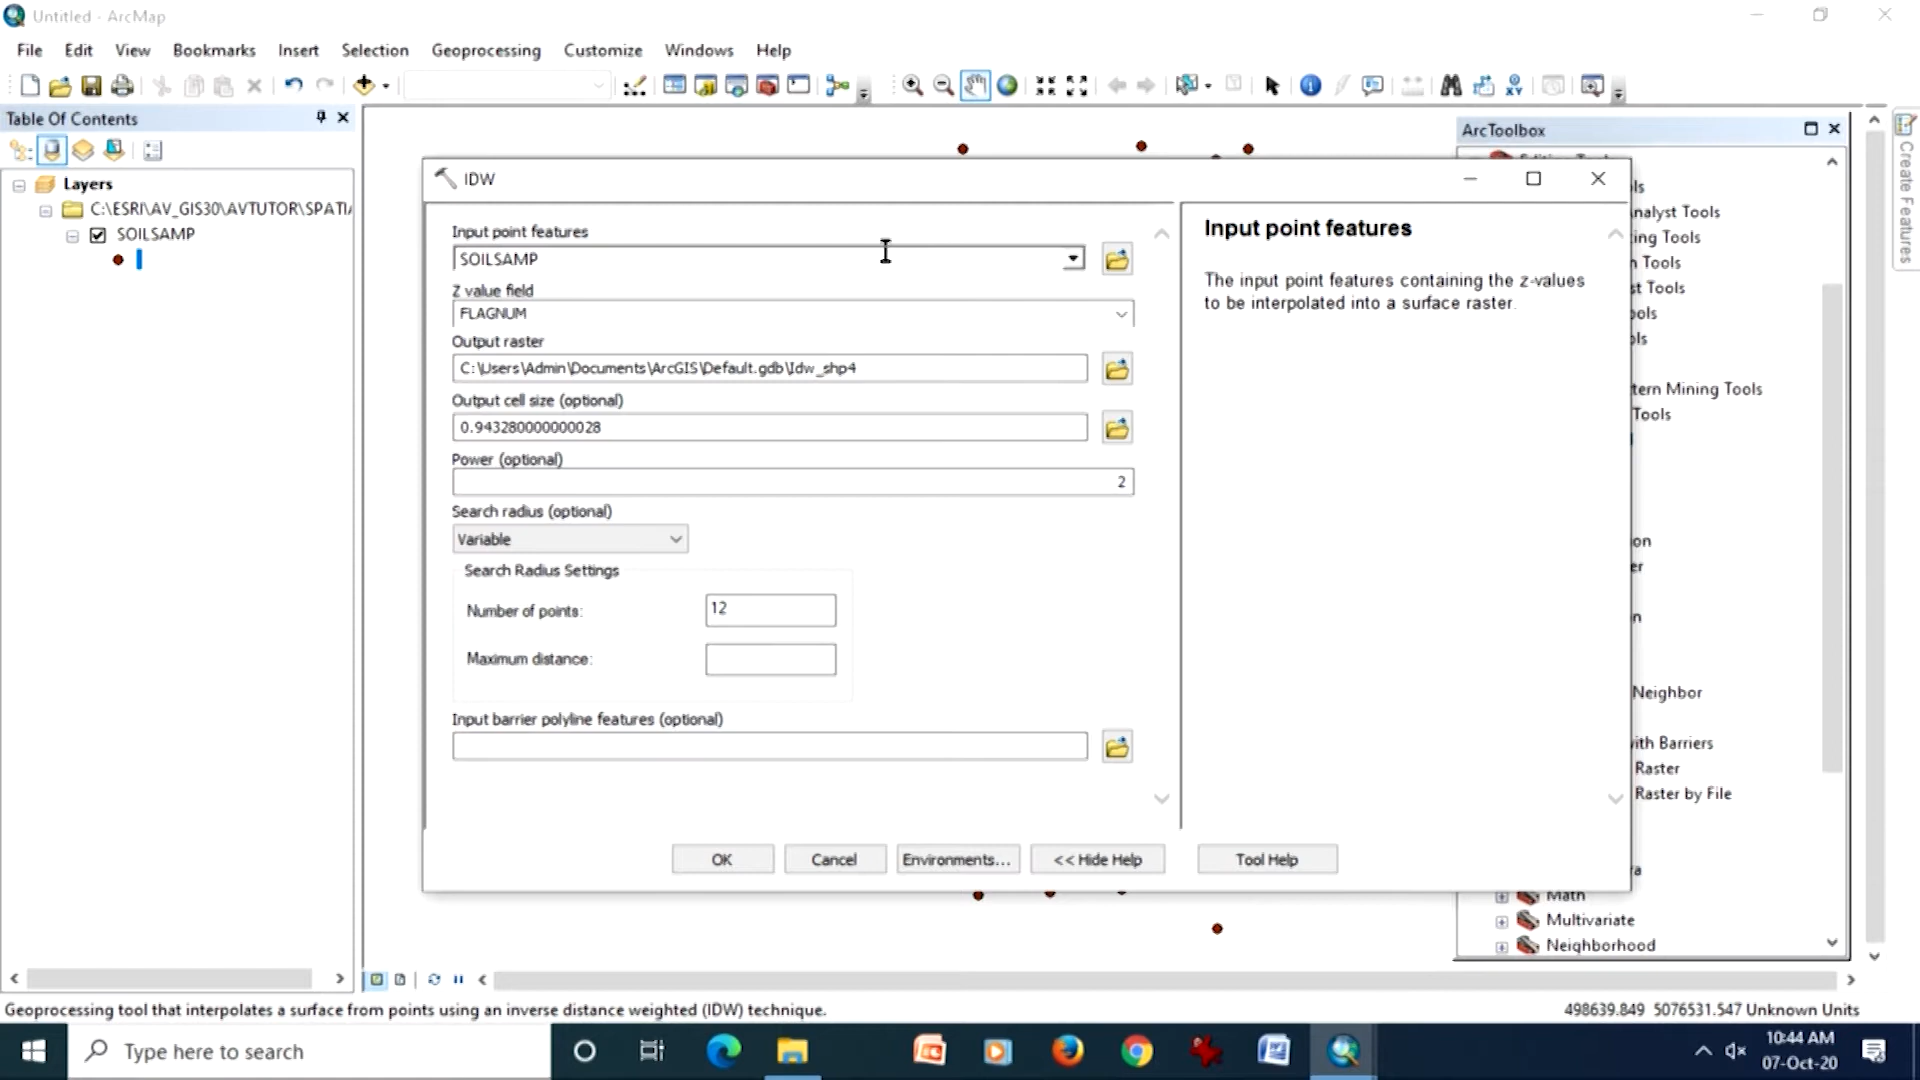 Untitled - ArcMap
File Edit View Bookmarks Insert Selection Geoprocessing Customize Windows Help
Table Of Contents
Layers
C:\ESRI\AV_GIS30\AVTUTOR\SPATIA
SOILSAMP
IDW
Input point features
SOILSAMP
Z value field
FLAGNUM
Output raster
C:\Users\Admin\Documents\ArcGIS\Default.gdb\Idw_shp4
Output cell size (optional)
0.943280000000028
Power (optional)
2
Search radius (optional)
Variable
Search Radius Settings
Number of points: 12
Maximum distance:
Input barrier polyline features (optional)
OK Cancel Environments... << Hide Help Tool Help
Input point features
The input point features containing the z-values
to be interpolated into a surface raster.
ArcToolbox
ls
nalyst Tools
ing Tools
n Tools
st Tools
ols
ls
tern Mining Tools
Tools
on
er
n
Neighbor
ith Barriers
Raster
Raster by File
a
Math
Multivariate
Neighborhood
Create Features
Geoprocessing tool that interpolates a surface from points using an inverse distance weighted (IDW) technique.
498639.849 5076531.547 Unknown Units
Type here to search
10:44 AM
07-Oct-20